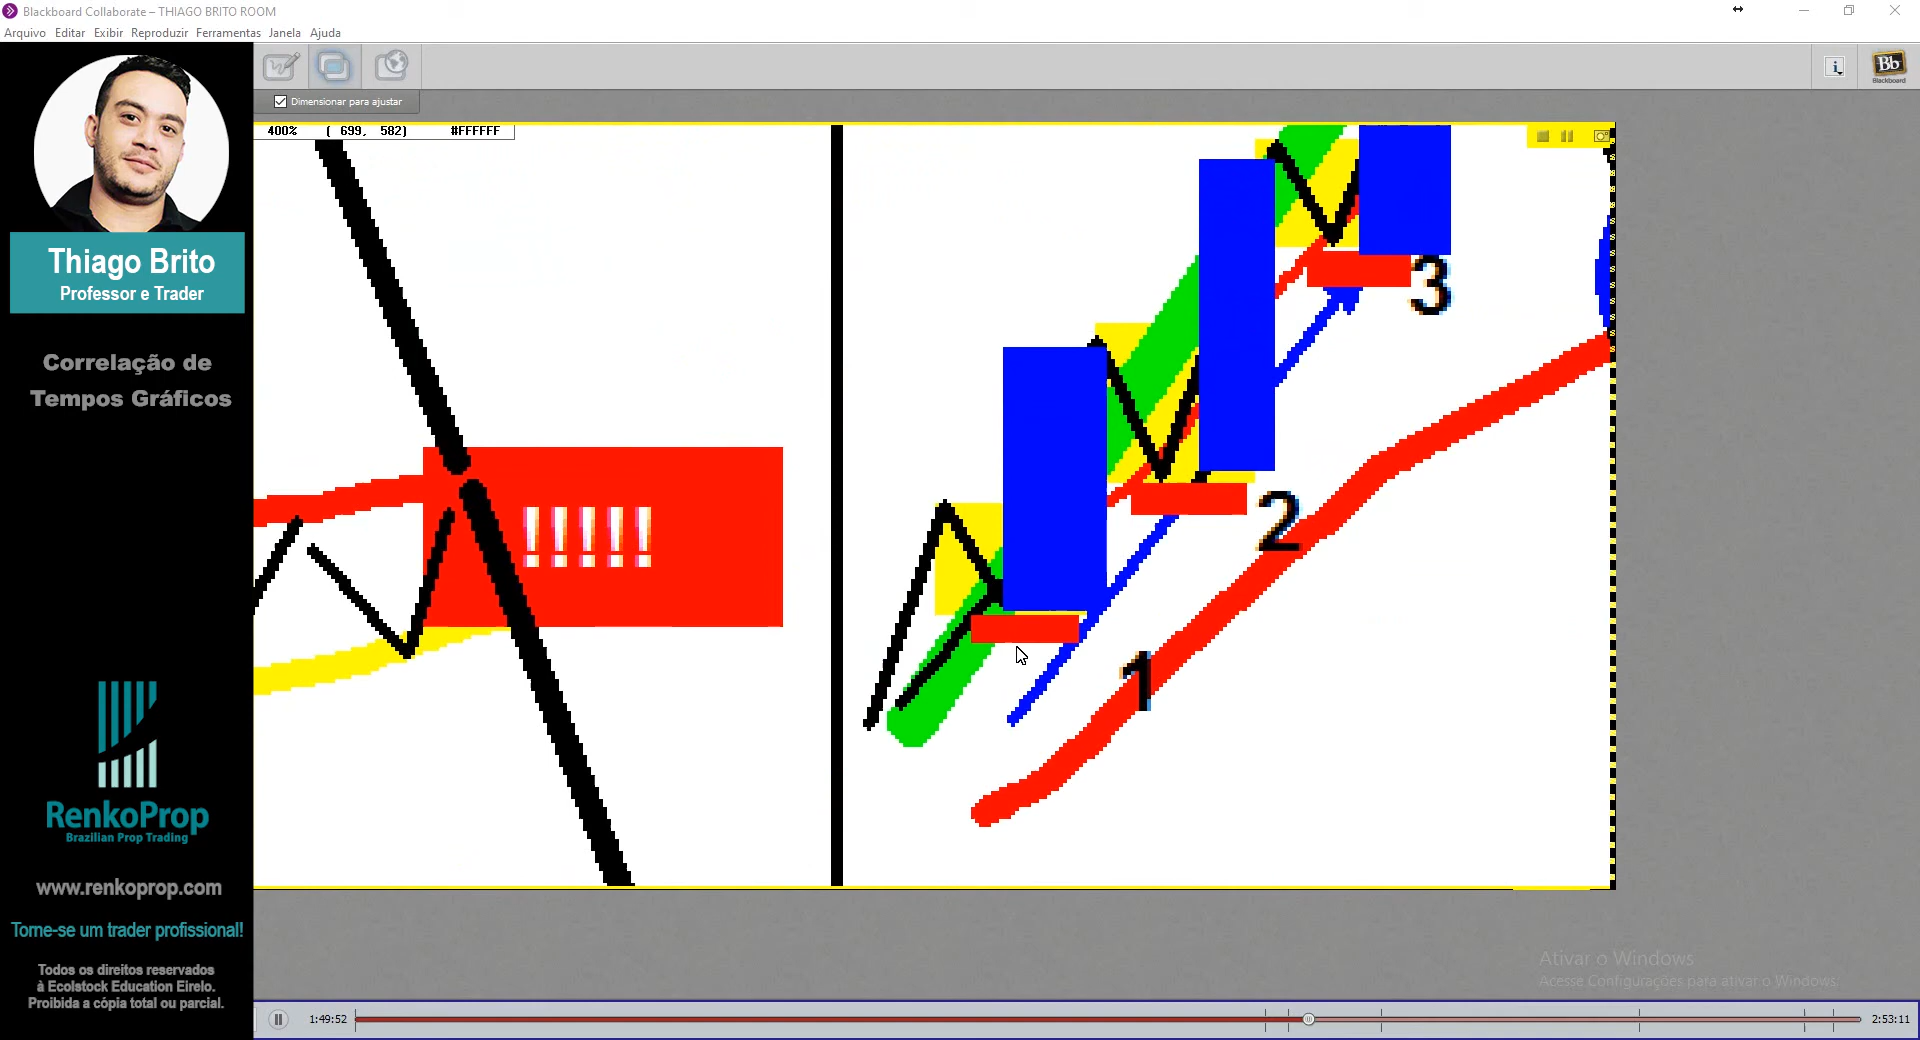 Blackboard Collaborate – THIAGO BRITO ROOM
Arquivo Editar Exibir Reproduzir Ferramentas Janela Ajuda
Dimensionar para ajustar
Bb
Blackboard
400% ( 699, 582) #FFFFFF
Thiago Brito
Professor e Trader
Correlação de
Tempos Gráficos
!!!!!
3
2
1
RenkoProp
Brazilian Prop Trading
www.renkoprop.com
Torne-se um trader profissional!
Todos os direitos reservados
à Ecolstock Education Eirelo.
Proibida a cópia total ou parcial.
Ativar o Windows
Acesse Configurações para ativar o Windows.
1:49:52
2:53:11